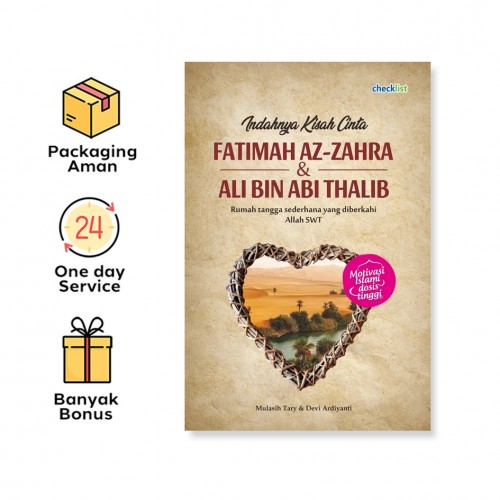 Packaging
Aman
24
One day
Service
Banyak
Bonus
checklist
Indahnya Kisah Cinta
FATIMAH AZ-ZAHRA
&
ALI BIN ABI THALIB
Rumah tangga sederhana yang diberkahi
Allah SWT
Motivasi
Islami
dosis
tinggi
Mulasih Tary & Devi Ardiyanti